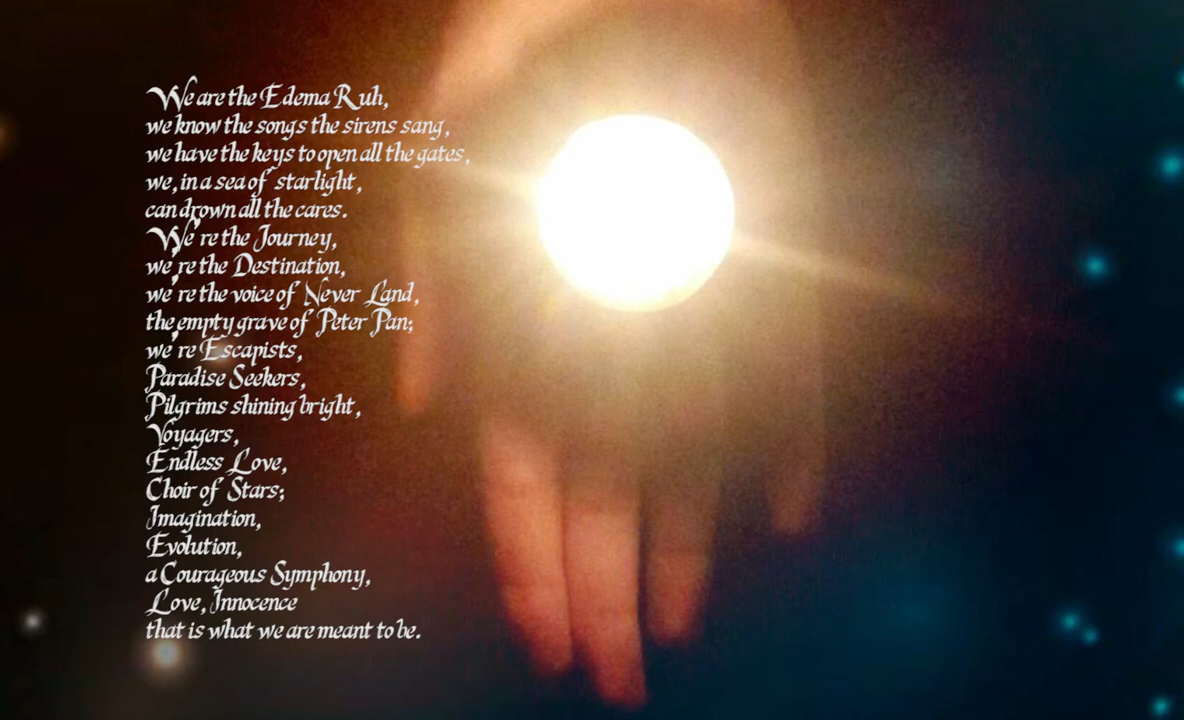 We are the Edema Ruh,
we know the songs the sirens sang,
we have the keys to open all the gates,
we, in a sea of starlight,
can drown all the cares.
We're the Journey,
we're the Destination,
we're the voice of Never Land,
the empty grave of Peter Pan;
we're Escapists,
Paradise Seekers,
Pilgrims shining bright,
Voyagers,
Endless Love,
Choir of Stars;
Imagination,
Evolution,
a Courageous Symphony,
Love, Innocence
that is what we are meant to be.